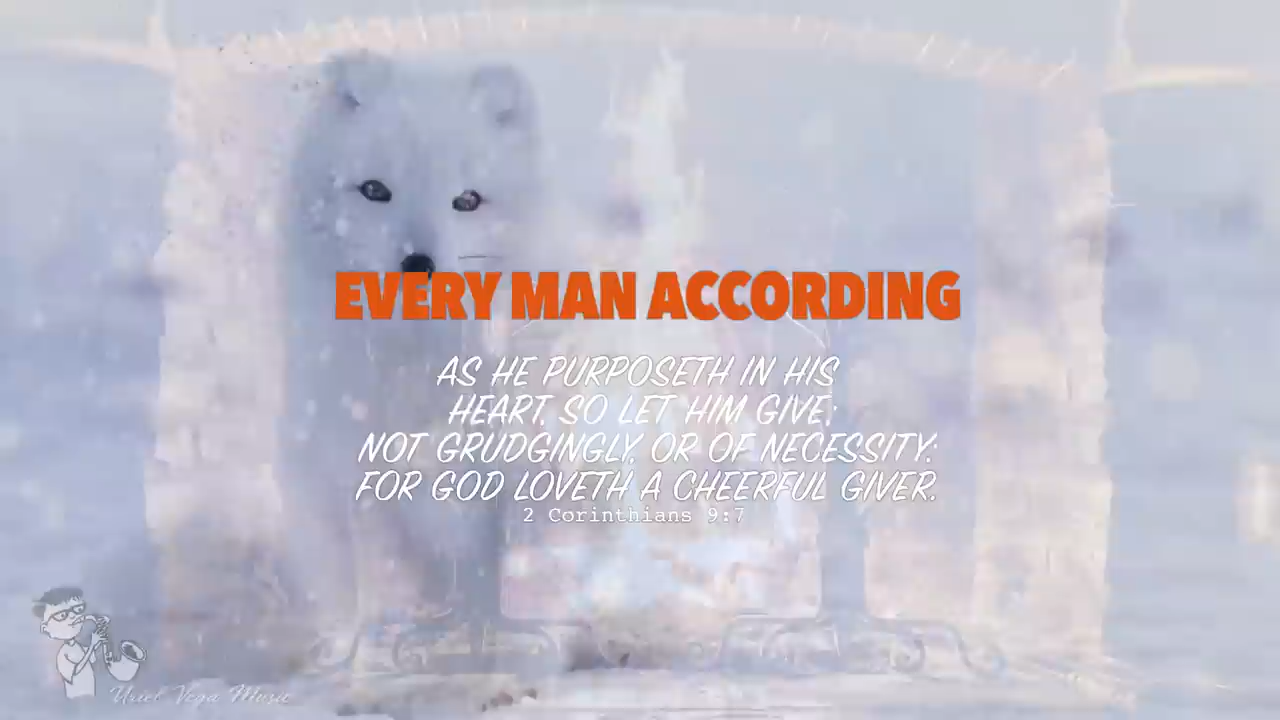 EVERY MAN ACCORDING
AS HE PURPOSETH IN HIS
HEART, SO LET HIM GIVE;
NOT GRUDGINGLY, OR OF NECESSITY:
FOR GOD LOVETH A CHEERFUL GIVER.
2 Corinthians 9:7
Uriel Vega Music